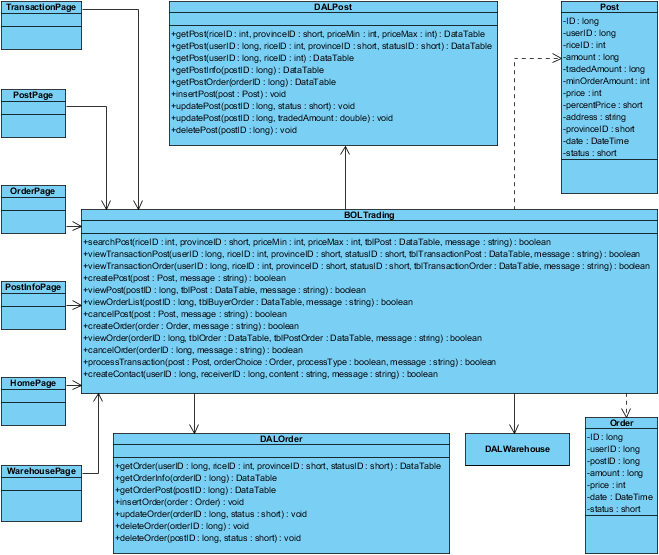 TransactionPage
DALPost
+getPost(riceID : int, provinceID : short, priceMin : int, priceMax : int) : DataTable
+getPost(userID : long, riceID : int, provinceID : short, statusID : short) : DataTable
+getPost(userID : long, riceID : int) : DataTable
+getPostInfo(postID : long) : DataTable
+getPostOrder(orderID : long) : DataTable
+insertPost(post : Post) : void
+updatePost(postID : long, status : short) : void
+updatePost(postID : long, tradedAmount : double) : void
+deletePost(postID : long) : void
Post
-ID : long
-userID : long
-riceID : int
-amount : long
-tradedAmount : long
-minOrderAmount : int
-price : int
-percentPrice : short
-address : string
-provinceID : short
-date : DateTime
-status : short
PostPage
OrderPage
PostInfoPage
HomePage
WarehousePage
BOLTrading
+searchPost(riceID : int, provinceID : short, priceMin : int, priceMax : int, tblPost : DataTable, message : string) : boolean
+viewTransactionPost(userID : long, riceID : int, provinceID : short, statusID : short, tblTransactionPost : DataTable, message : string) : boolean
+viewTransactionOrder(userID : long, riceID : int, provinceID : short, statusID : short, tblTransactionOrder : DataTable, message : string) : boolean
+createPost(post : Post, message : string) : boolean
+viewPost(postID : long, tblPost : DataTable, message : string) : boolean
+viewOrderList(postID : long, tblBuyerOrder : DataTable, message : string) : boolean
+cancelPost(post : Post, message : string) : boolean
+createOrder(order : Order, message : string) : boolean
+viewOrder(orderID : long, tblOrder : DataTable, tblPostOrder : DataTable, message : string) : boolean
+cancelOrder(orderID : long, message : string) : boolean
+processTransaction(post : Post, orderChoice : Order, processType : boolean, message : string) : boolean
+createContact(userID : long, receiverID : long, content : string, message : string) : boolean
DALOrder
+getOrder(userID : long, riceID : int, provinceID : short, statusID : short) : DataTable
+getOrderInfo(orderID : long) : DataTable
+getOrderPost(postID : long) : DataTable
+insertOrder(order : Order) : void
+updateOrder(orderID : long, status : short) : void
+deleteOrder(orderID : long) : void
+deleteOrder(postID : long, status : short) : void
DALWarehouse
Order
-ID : long
-userID : long
-postID : long
-amount : long
-price : int
-date : DateTime
-status : short